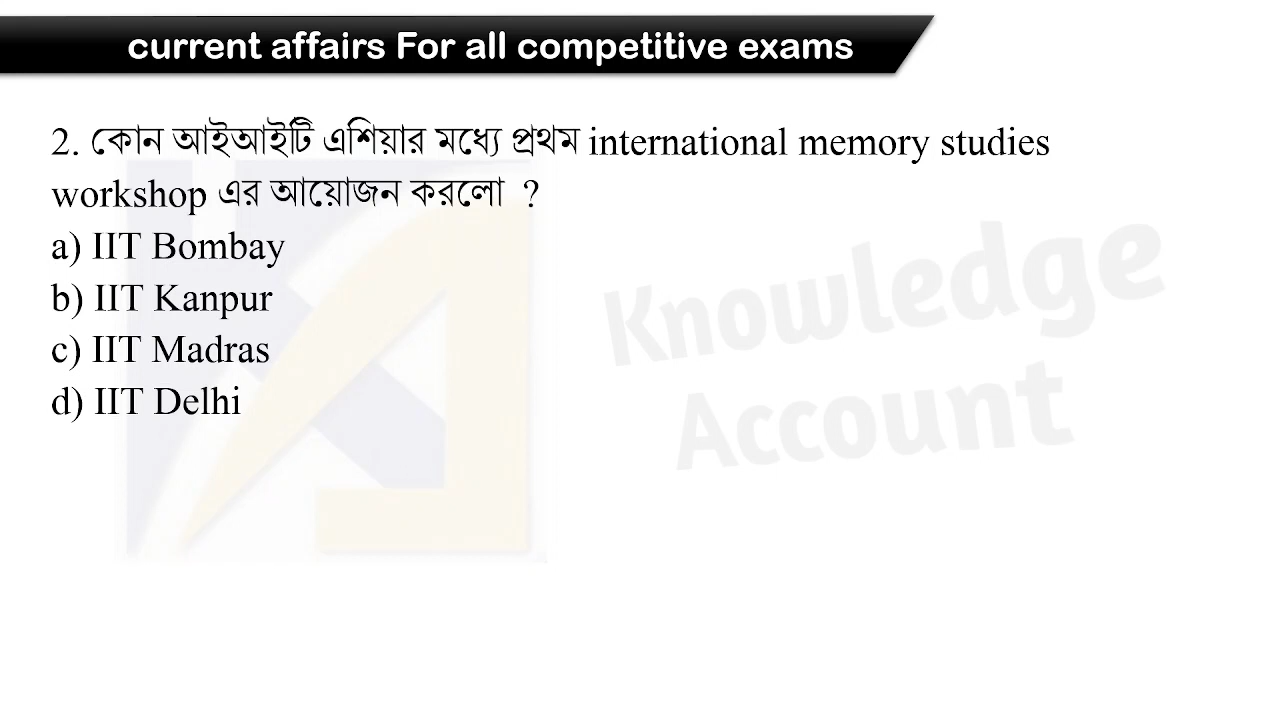 current affairs For all competitive exams
2. কোন আইআইটি এশিয়ার মধ্যে প্রথম international memory studies
workshop এর আয়োজন করলো ?
a) IIT Bombay
b) IIT Kanpur
c) IIT Madras
d) IIT Delhi
Knowledge
Account